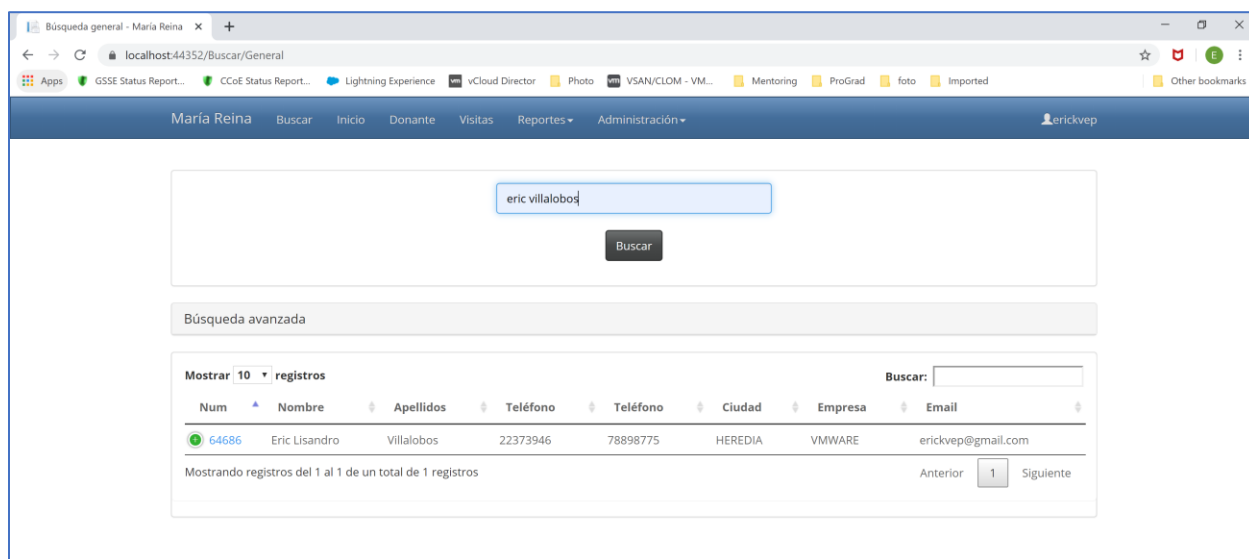 Búsqueda general - María Reina
localhost:44352/Buscar/General
E
Apps GSSE Status Report... CCoE Status Report... Lightning Experience vm vCloud Director Photo vm VSAN/CLOM - VM... Mentoring ProGrad foto Imported Other bookmarks
María Reina Buscar Inicio Donante Visitas Reportes Administración erickvep
eric villalobos
Buscar
Búsqueda avanzada
Mostrar 10 registros Buscar:
Num Nombre Apellidos Teléfono Teléfono Ciudad Empresa Email
64686 Eric Lisandro Villalobos 22373946 78898775 HEREDIA VMWARE erickvep@gmail.com
Mostrando registros del 1 al 1 de un total de 1 registros Anterior 1 Siguiente